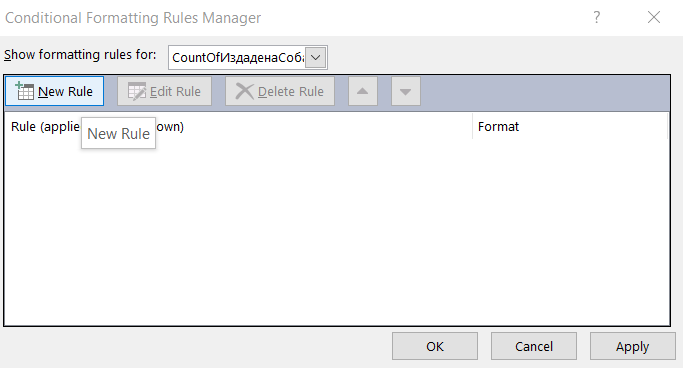 Conditional Formatting Rules Manager
?
Show formatting rules for: CountOfИздаденаСоба
New Rule Edit Rule Delete Rule
Rule (applie own) Format
New Rule
OK Cancel Apply